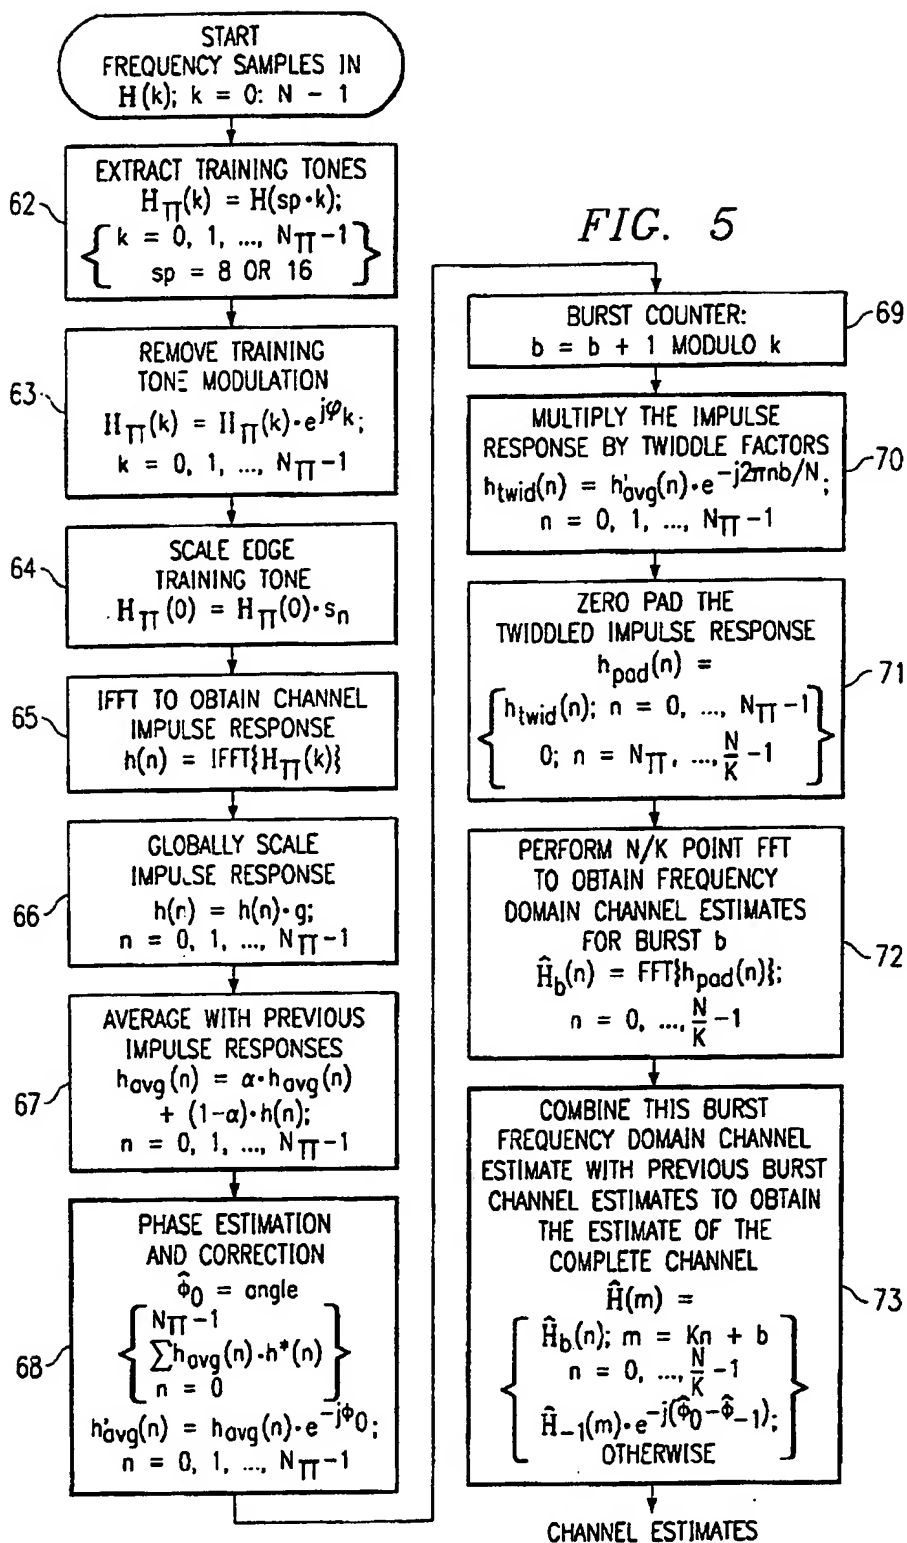 START
FREQUENCY SAMPLES IN
H(k); k = 0: N - 1
62
EXTRACT TRAINING TONES
H_TT(k) = H(sp·k);
{ k = 0, 1, ..., N_TT-1
sp = 8 OR 16 }
63
REMOVE TRAINING
TONE MODULATION
H_TT(k) = H_TT(k)·e^jφk;
k = 0, 1, ..., N_TT-1
64
SCALE EDGE
TRAINING TONE
H_TT(0) = H_TT(0)·s_n
65
IFFT TO OBTAIN CHANNEL
IMPULSE RESPONSE
h(n) = IFFT{H_TT(k)}
66
GLOBALLY SCALE
IMPULSE RESPONSE
h(n) = h(n)·g;
n = 0, 1, ..., N_TT-1
67
AVERAGE WITH PREVIOUS
IMPULSE RESPONSES
h_avg(n) = α·h_avg(n)
+ (1-α)·h(n);
n = 0, 1, ..., N_TT-1
68
PHASE ESTIMATION
AND CORRECTION
ϕ̂_0 = angle
N_TT-1
{ ∑h_avg(n)·h*(n) }
n = 0
h'_avg(n) = h_avg(n)·e^-jϕ0;
n = 0, 1, ..., N_TT-1
FIG. 5
69
BURST COUNTER:
b = b + 1 MODULO k
70
MULTIPLY THE IMPULSE
RESPONSE BY TWIDDLE FACTORS
h_twid(n) = h'_avg(n)·e^-j2πnb/N;
n = 0, 1, ..., N_TT-1
71
ZERO PAD THE
TWIDDLED IMPULSE RESPONSE
h_pad(n) =
{ h_twid(n); n = 0, ..., N_TT-1
0; n = N_TT, ..., N/K -1 }
72
PERFORM N/K POINT FFT
TO OBTAIN FREQUENCY
DOMAIN CHANNEL ESTIMATES
FOR BURST b
Ĥ_b(n) = FFT{h_pad(n)};
n = 0, ..., N/K -1
73
COMBINE THIS BURST
FREQUENCY DOMAIN CHANNEL
ESTIMATE WITH PREVIOUS BURST
CHANNEL ESTIMATES TO OBTAIN
THE ESTIMATE OF THE
COMPLETE CHANNEL
Ĥ(m) =
{ Ĥ_b(n); m = Kn + b
n = 0, ..., N/K -1
Ĥ_-1(m)·e^-j(ϕ̂_0-ϕ̂_-1);
OTHERWISE }
CHANNEL ESTIMATES